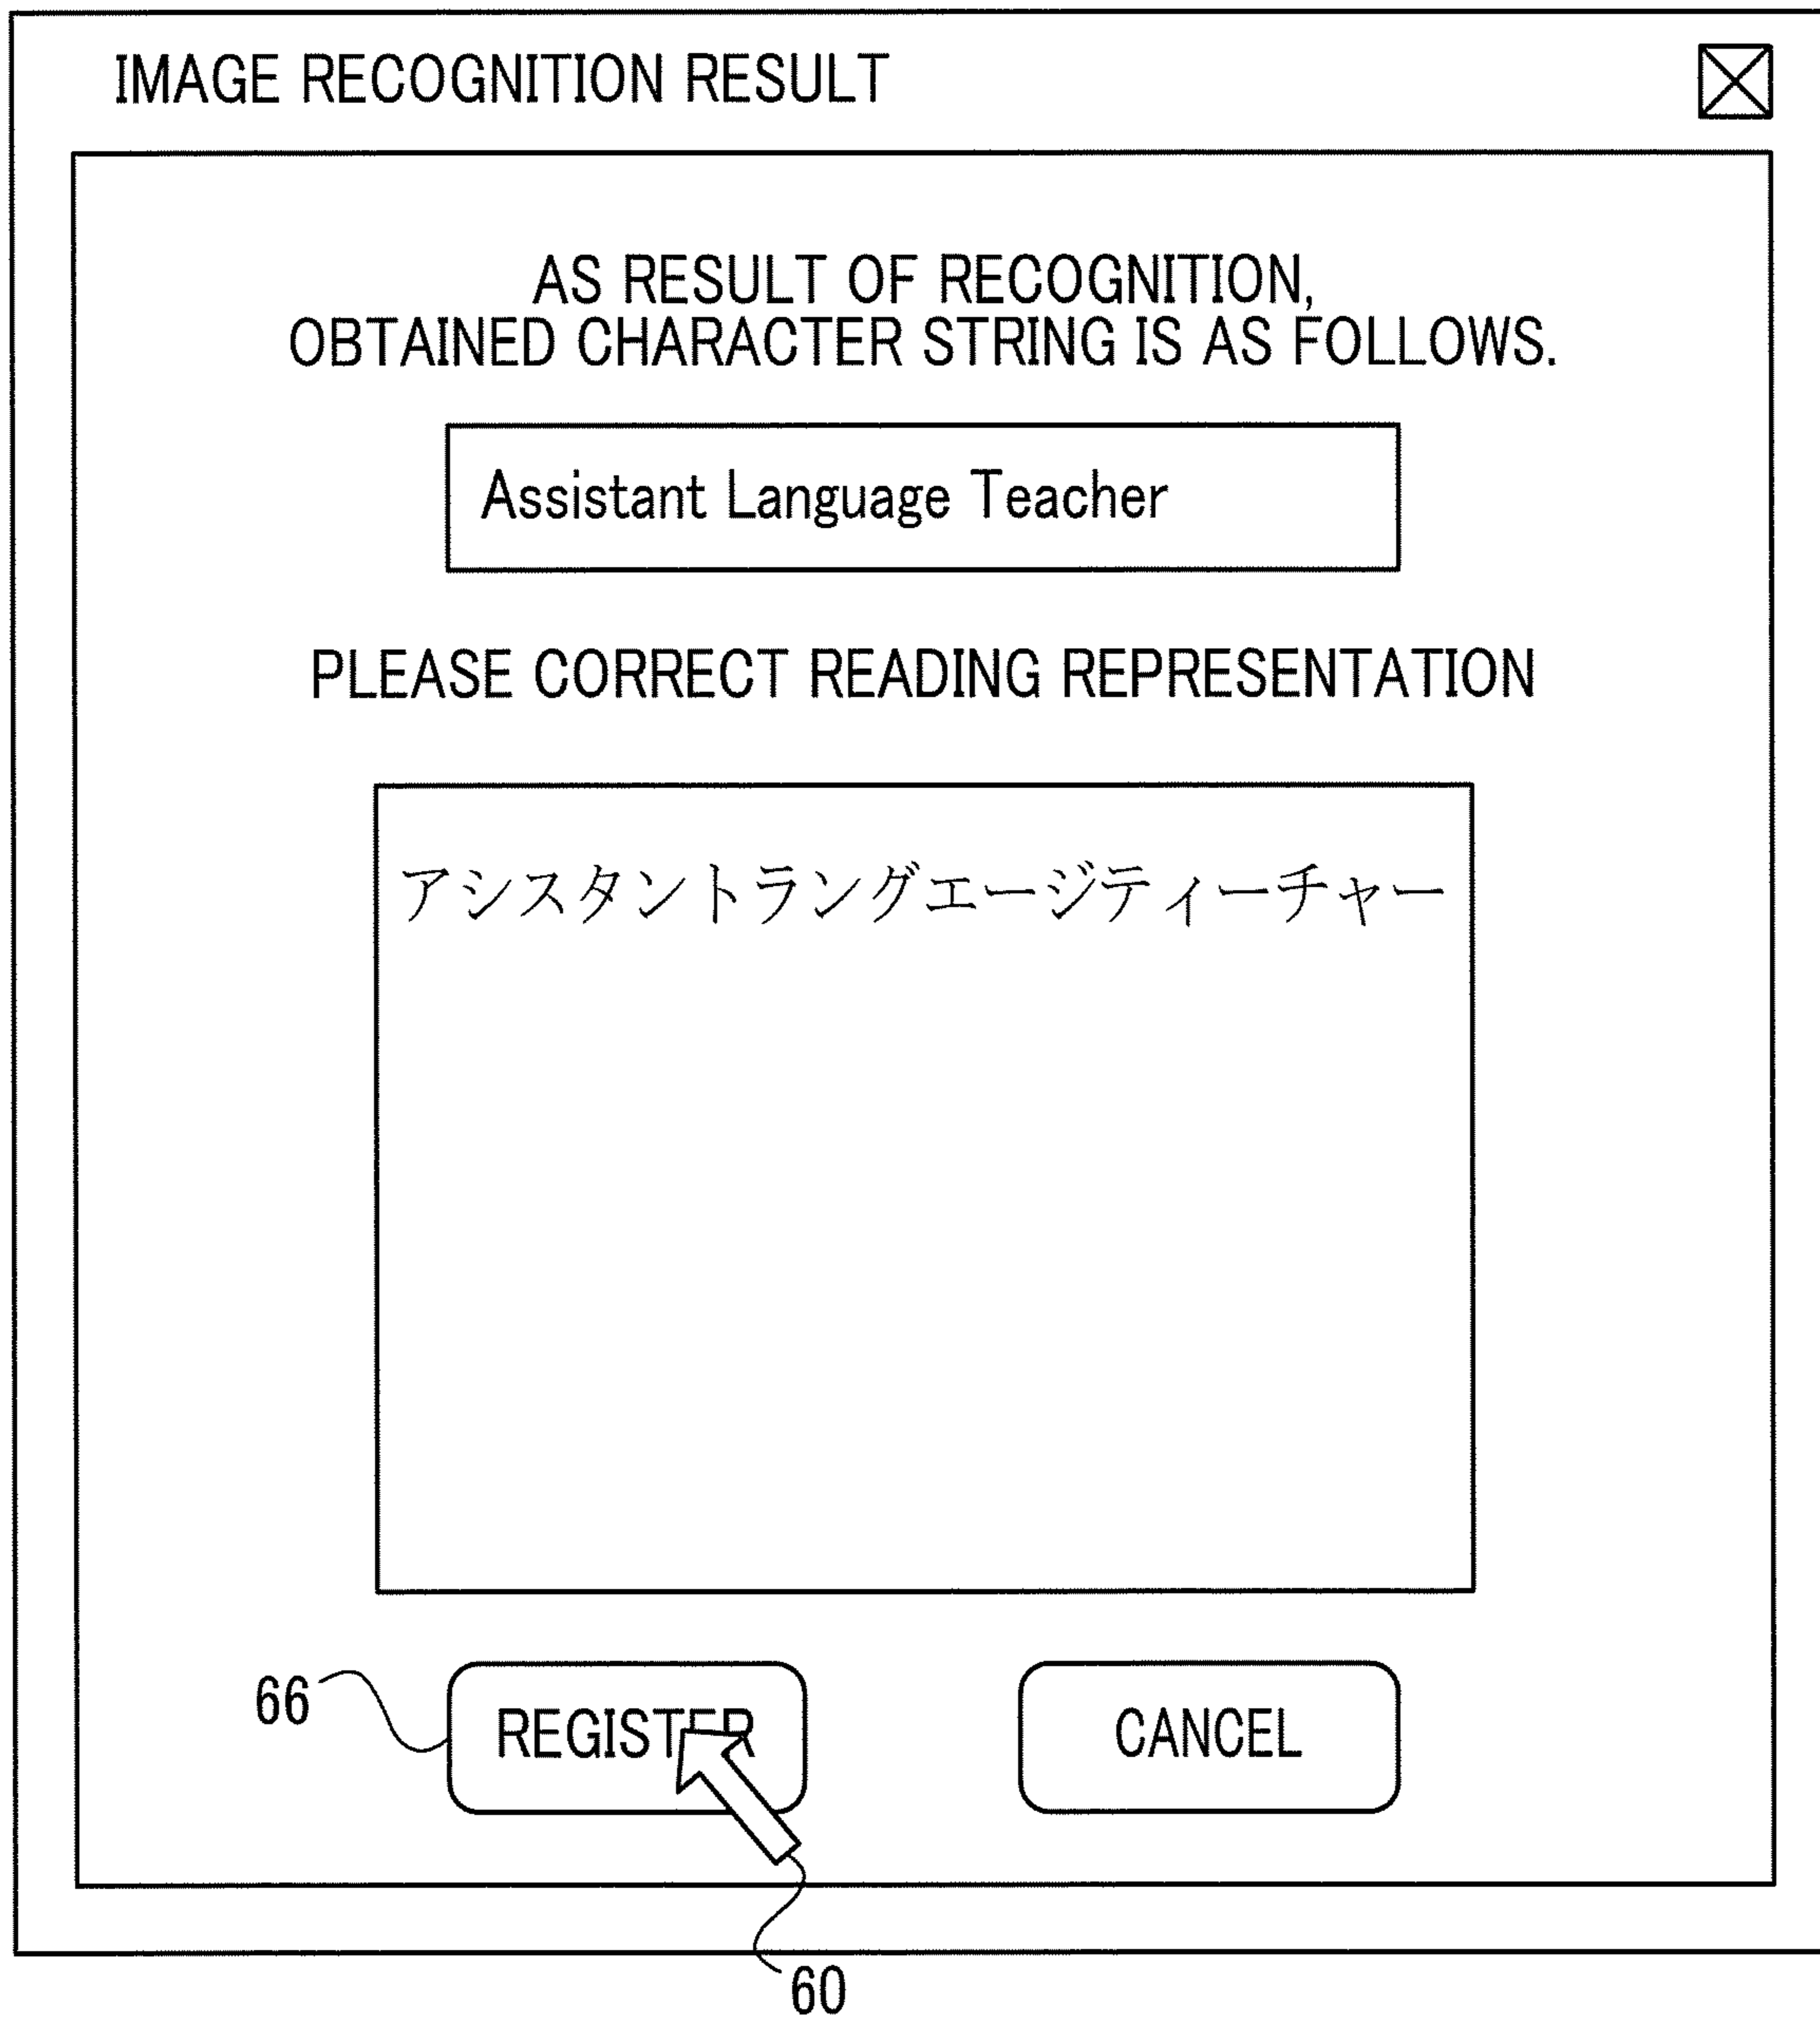 IMAGE RECOGNITION RESULT
AS RESULT OF RECOGNITION,
OBTAINED CHARACTER STRING IS AS FOLLOWS.
Assistant Language Teacher
PLEASE CORRECT READING REPRESENTATION
アシスタントラングエージティーチャー
66
REGISTER
CANCEL
60